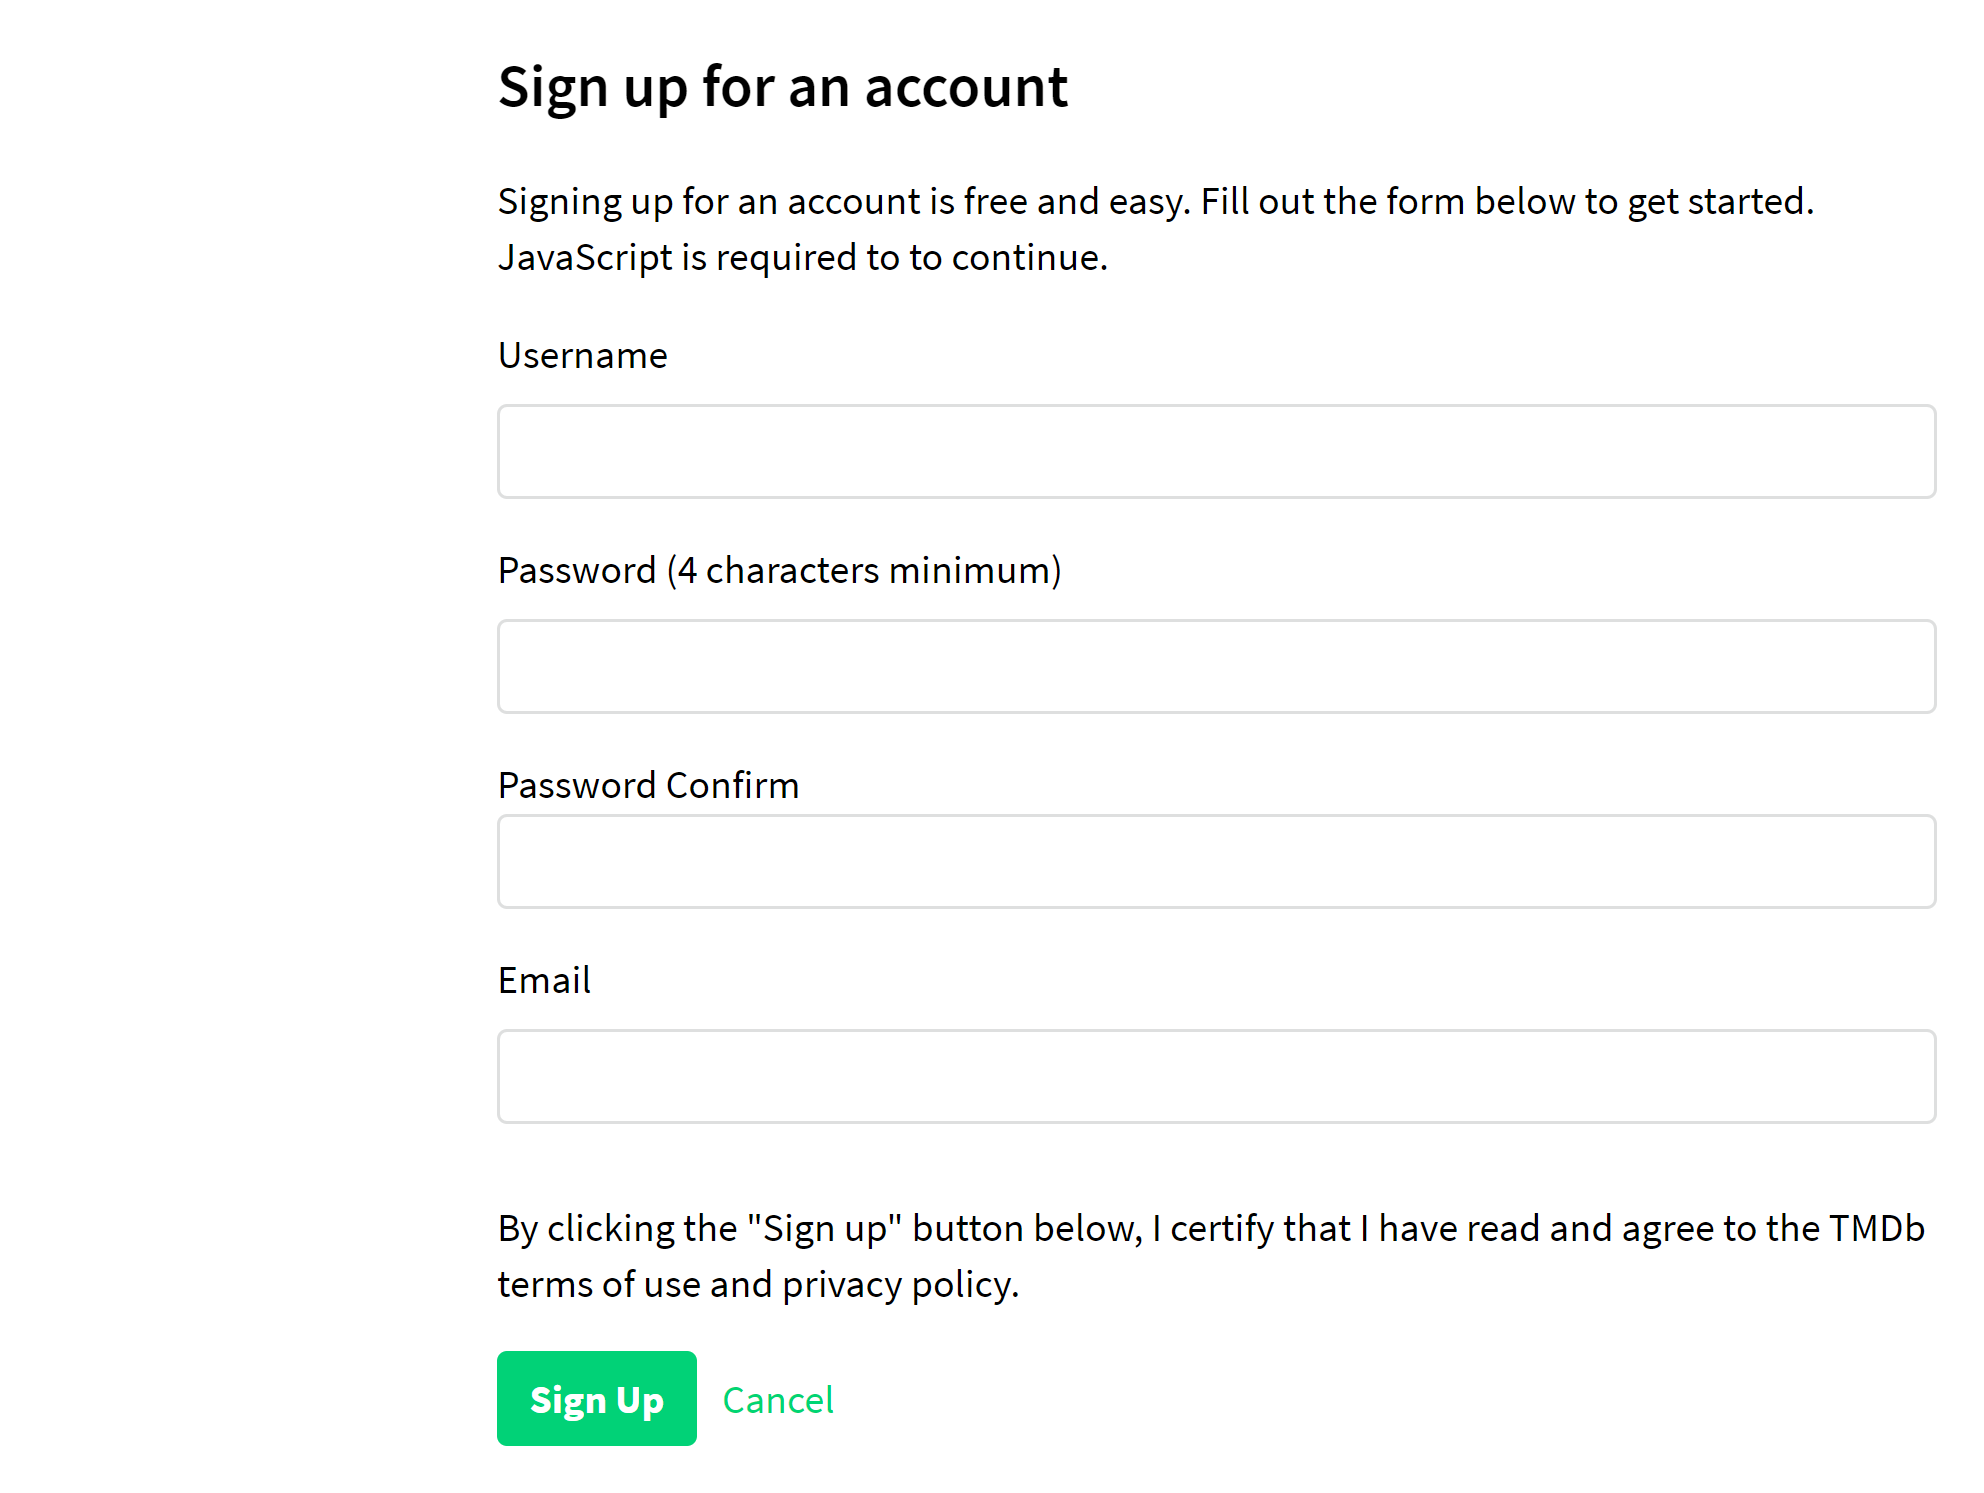 Sign up for an account
Signing up for an account is free and easy. Fill out the form below to get started.
JavaScript is required to to continue.
Username
Password (4 characters minimum)
Password Confirm
Email
By clicking the "Sign up" button below, I certify that I have read and agree to the TMDb
terms of use and privacy policy.
Sign Up Cancel